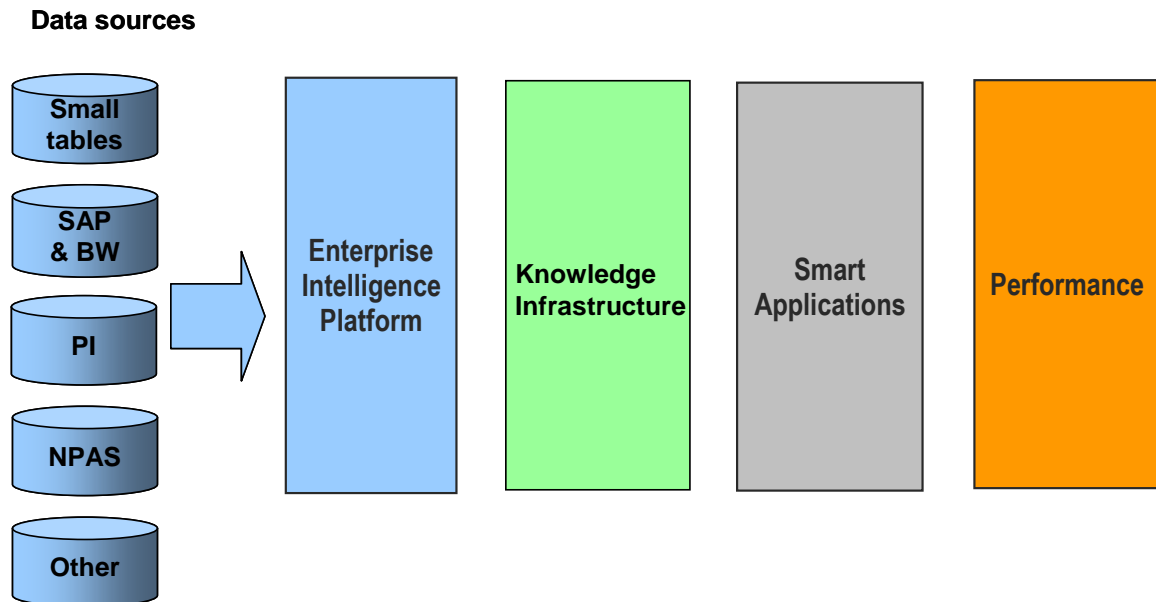 Data sources
Small
tables
SAP
& BW
PI
NPAS
Other
Enterprise
Intelligence
Platform
Knowledge
Infrastructure
Smart
Applications
Performance